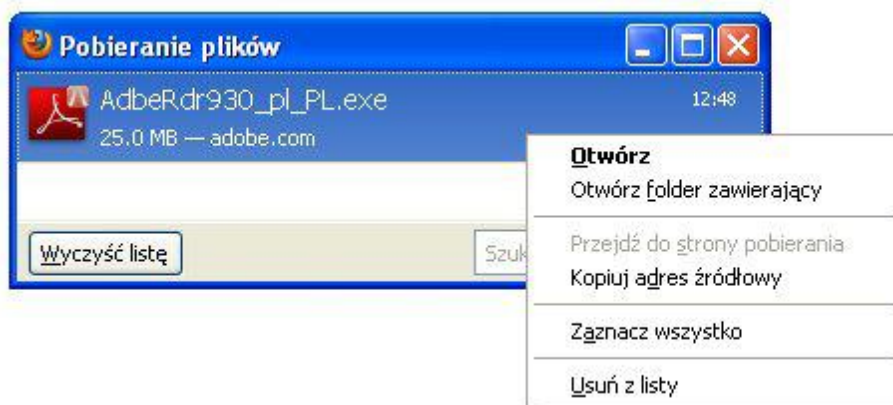 Pobieranie plików
AdbeRdr930_pl_PL.exe
12:48
25.0 MB — adobe.com
Wyczyść listę
Szuk
Otwórz
Otwórz folder zawierający
Przejdź do strony pobierania
Kopiuj adres źródłowy
Zaznacz wszystko
Usuń z listy